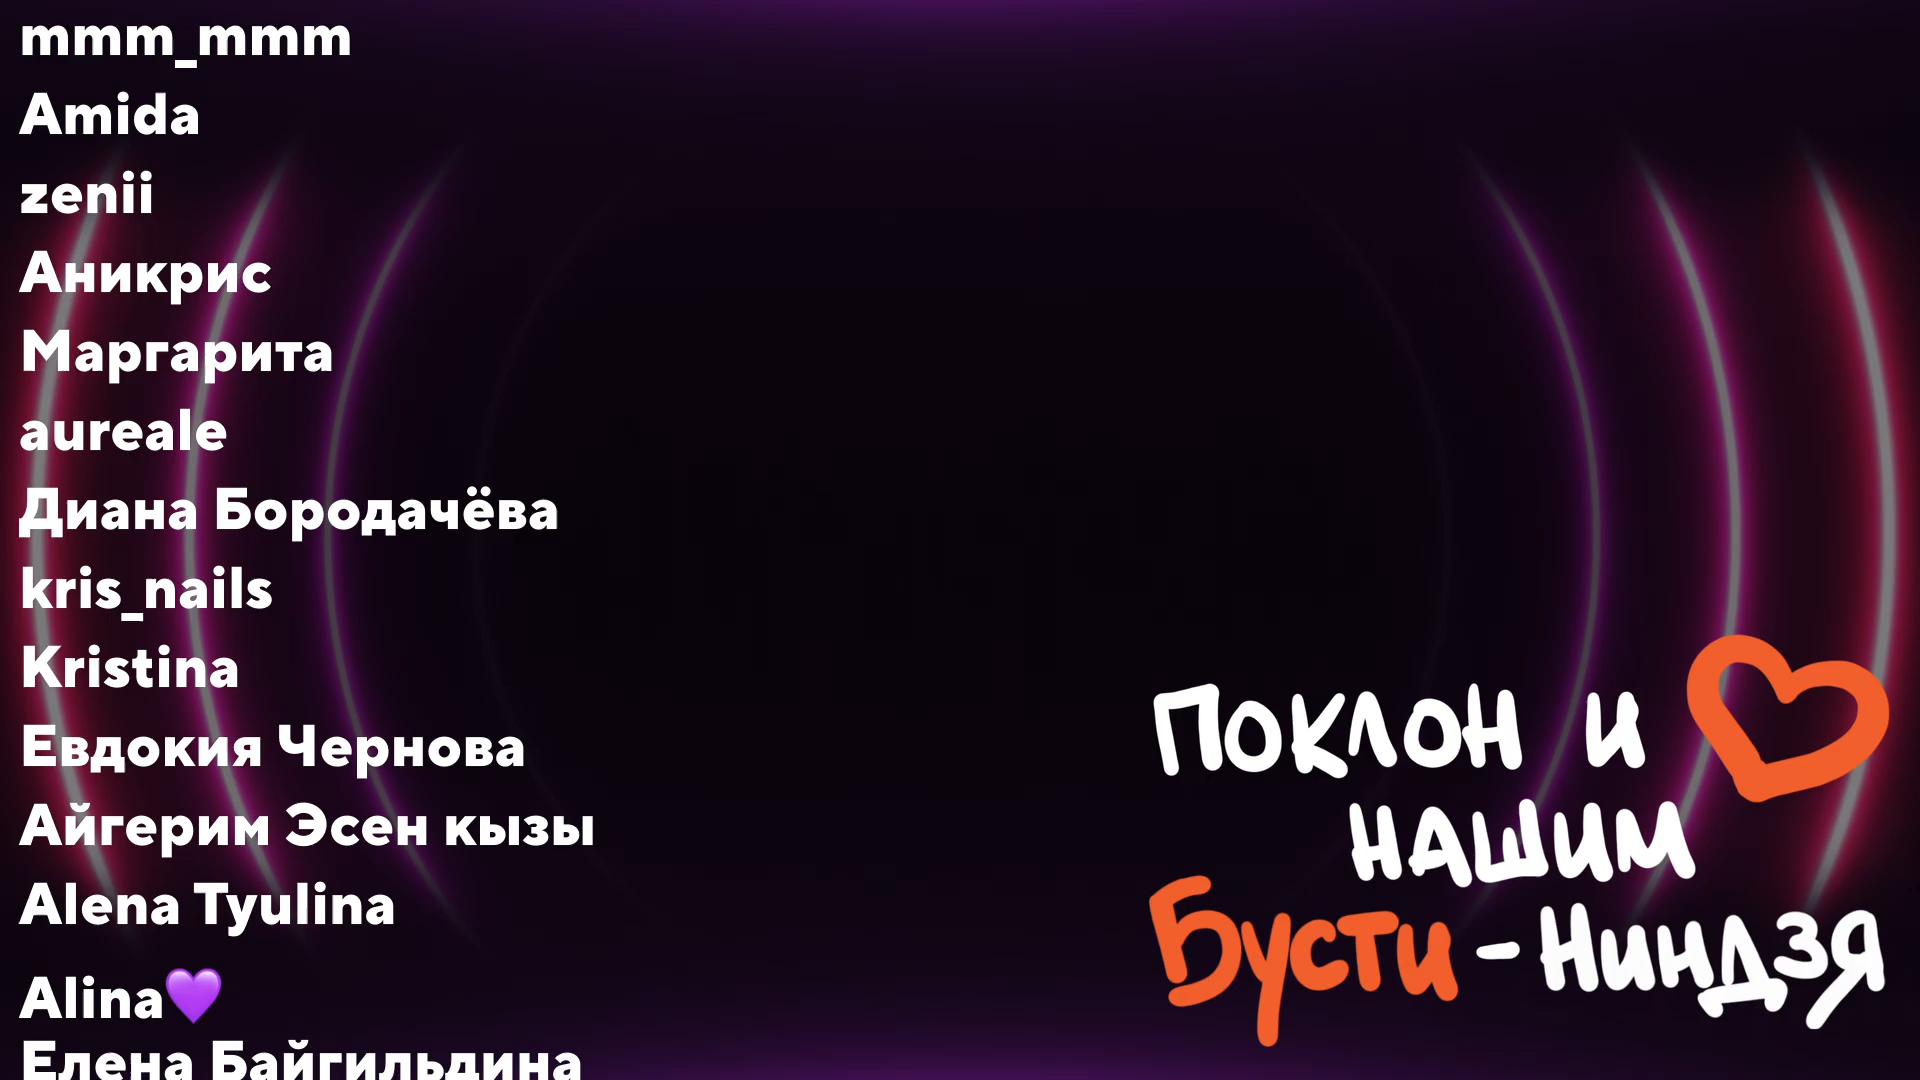 mmm_mmm
Amida
zenii
Аникрис
Маргарита
aureale
Диана Бородачёва
kris_nails
Kristina
Евдокия Чернова
Айгерим Эсен кызы
Alena Tyulina
Alina💜
Елена Байгильдина
Поклон и
нашим
Бусти-Ниндзя